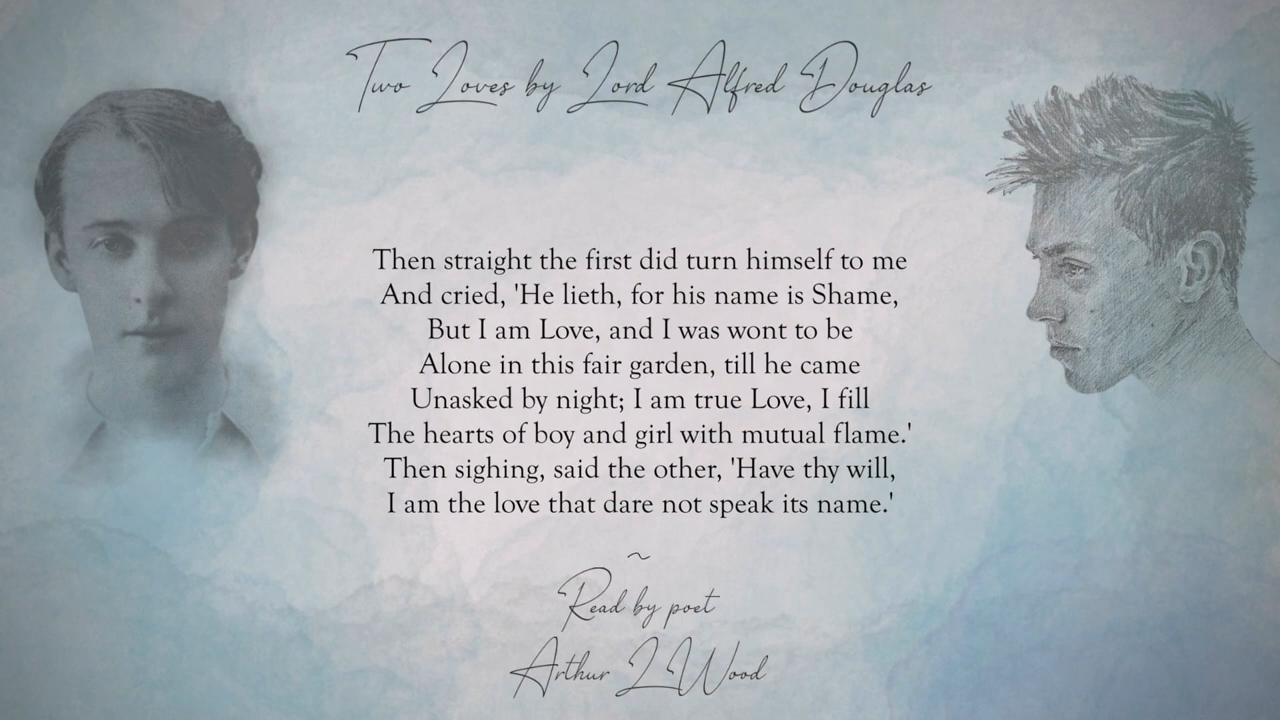 Two Loves by Lord Alfred Douglas
Then straight the first did turn himself to me
And cried, 'He lieth, for his name is Shame,
But I am Love, and I was wont to be
Alone in this fair garden, till he came
Unasked by night; I am true Love, I fill
The hearts of boy and girl with mutual flame.'
Then sighing, said the other, 'Have thy will,
I am the love that dare not speak its name.'
~
Read by poet
Arthur L Wood